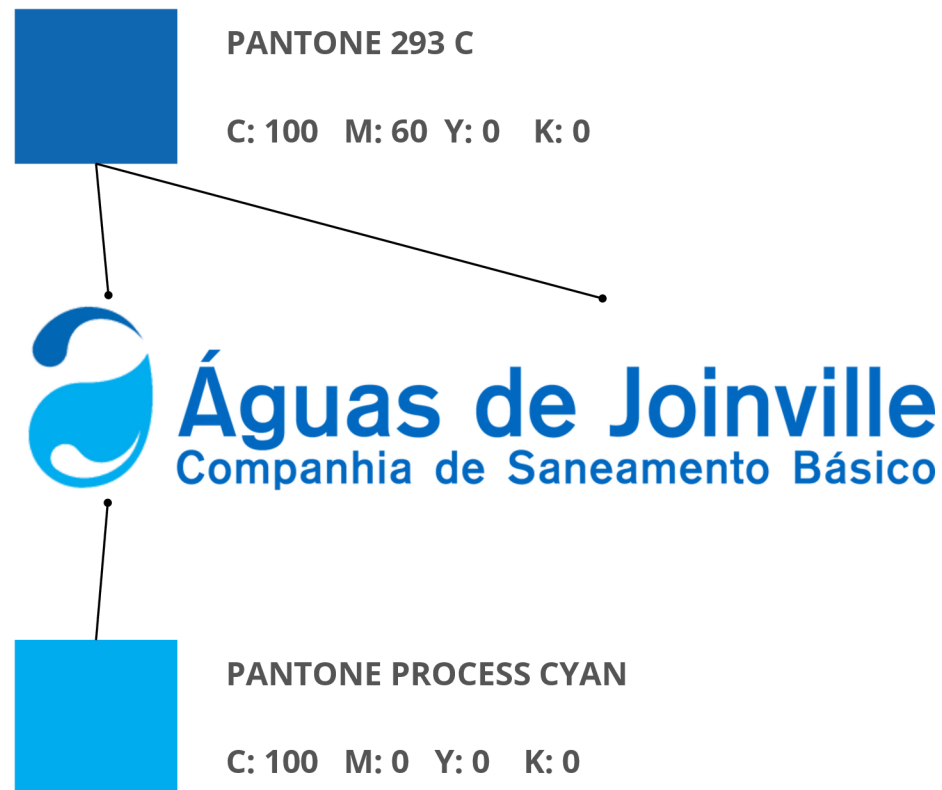 PANTONE 293 C
C: 100 M: 60 Y: 0 K: 0
Águas de Joinville
Companhia de Saneamento Básico
PANTONE PROCESS CYAN
C: 100 M: 0 Y: 0 K: 0